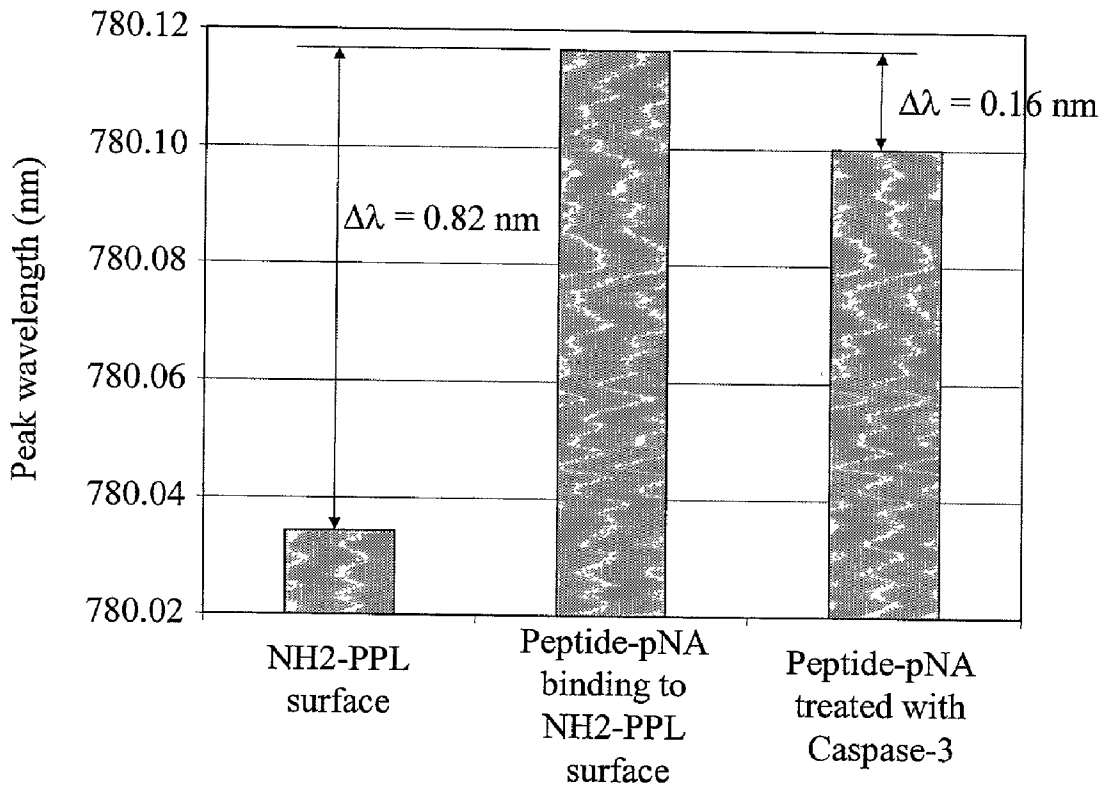 780.12
780.10
780.08
780.06
780.04
780.02
Peak wavelength (nm)
Δλ = 0.82 nm
Δλ = 0.16 nm
NH2-PPL
surface
Peptide-pNA
binding to
NH2-PPL
surface
Peptide-pNA
treated with
Caspase-3